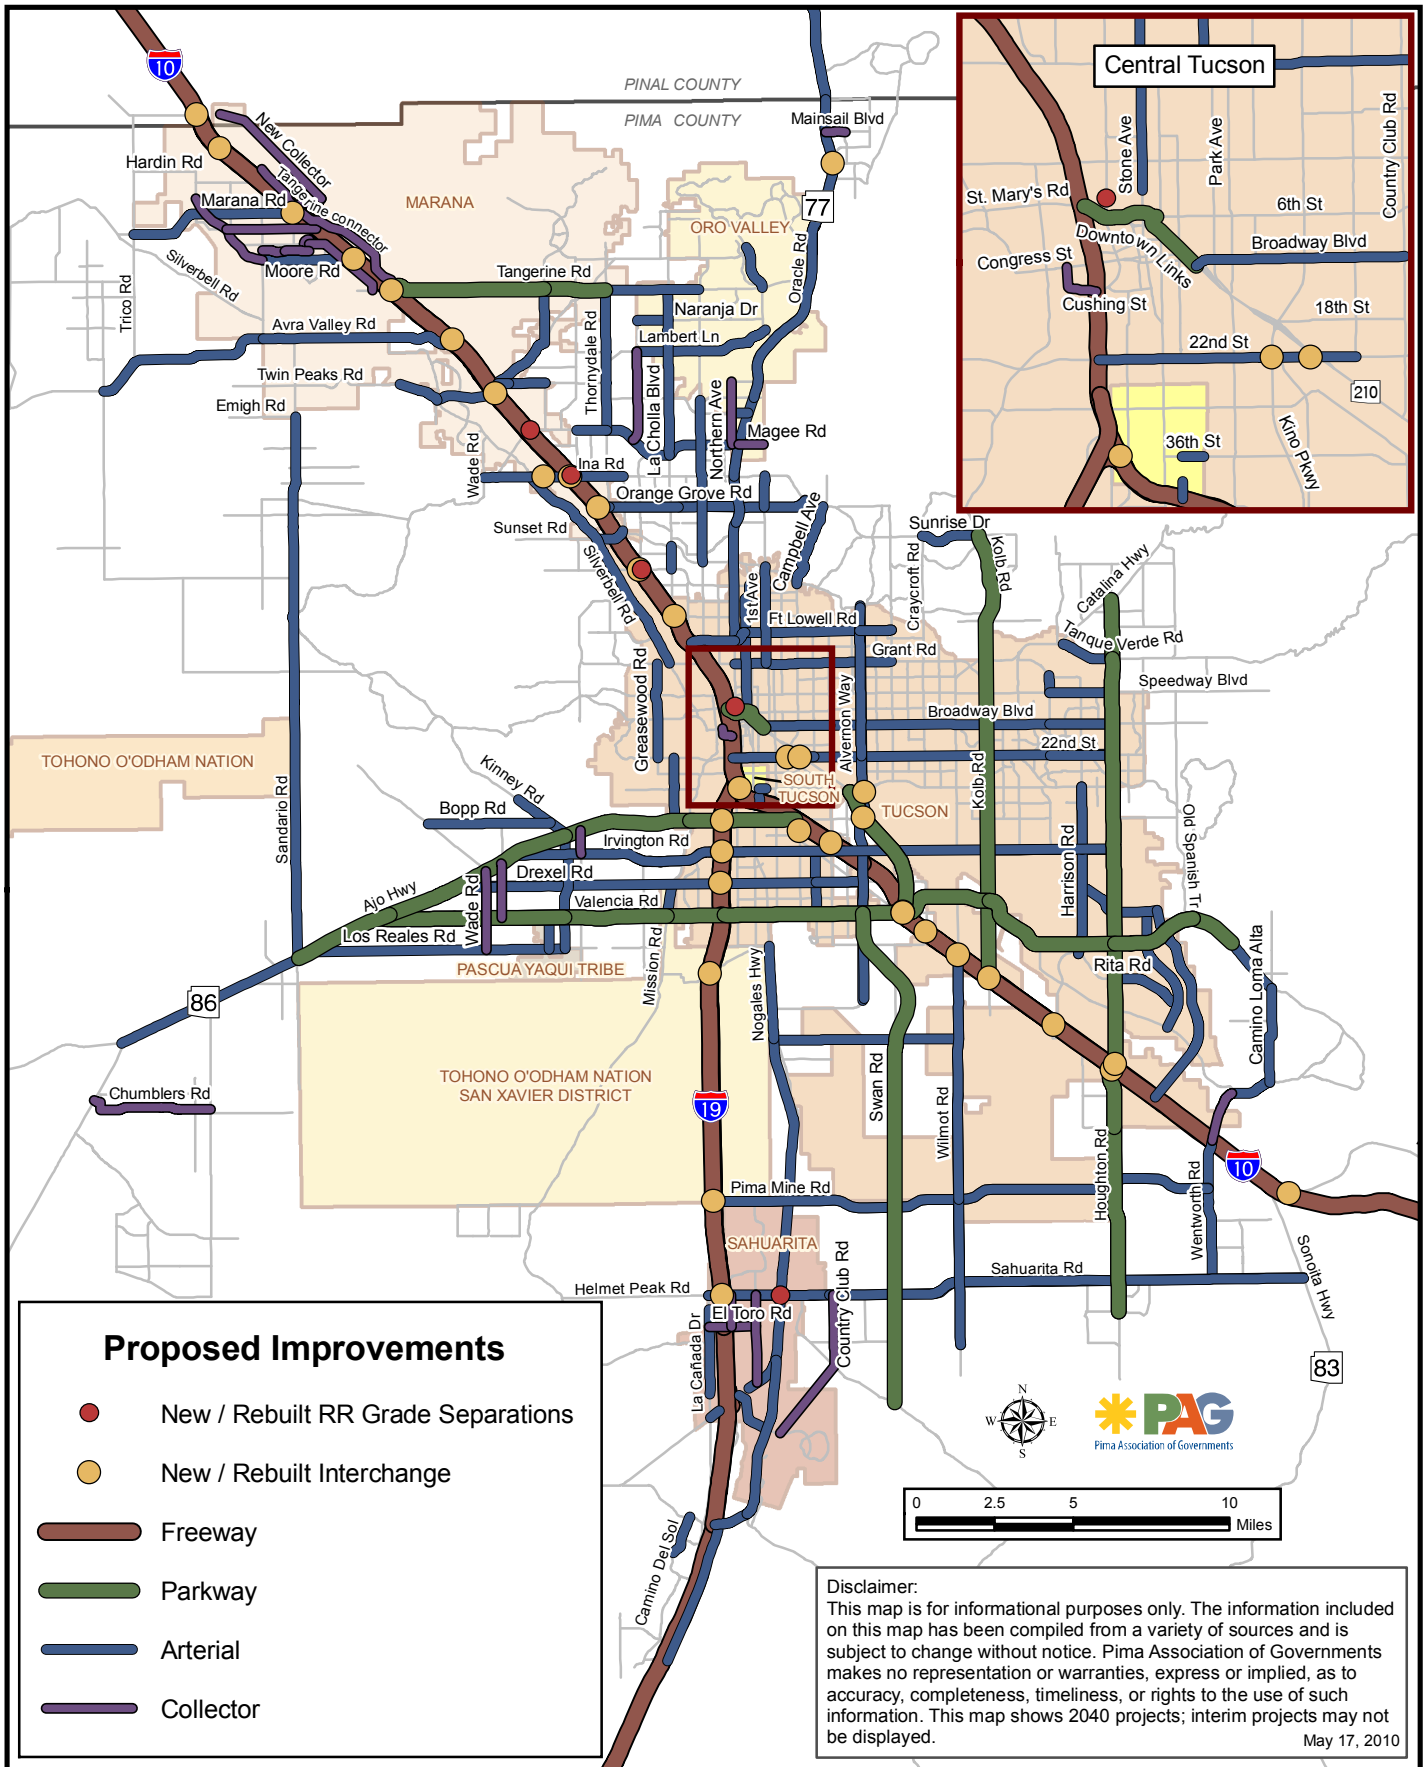 10
PINAL COUNTY
PIMA COUNTY
Mainsail Blvd
New Collector
Hardin Rd
Tangerine connector
Marana Rd
MARANA
77
ORO VALLEY
Oracle Rd
Silverbell Rd
Moore Rd
Trico Rd
Tangerine Rd
Naranja Dr
Lambert Ln
Avra Valley Rd
Thornydale Rd
Twin Peaks Rd
Emigh Rd
La Cholla Blvd
Northern Ave
Magee Rd
Wade Rd
Ina Rd
Orange Grove Rd
Sunset Rd
Silverbell Rd
Campbell Ave
1st Ave
Ft Lowell Rd
Grant Rd
Sunrise Dr
Craycroft Rd
Kolb Rd
Catalina Hwy
Tanque Verde Rd
Speedway Blvd
Greasewood Rd
Alvernon Way
Broadway Blvd
22nd St
TOHONO O'ODHAM NATION
Kinney Rd
SOUTH
TUCSON
TUCSON
Kolb Rd
Bopp Rd
Sandario Rd
Irvington Rd
Harrison Rd
Old Spanish Tr
Drexel Rd
Ajo Hwy
Wade Rd
Valencia Rd
Los Reales Rd
PASCUA YAQUI TRIBE
Mission Rd
Nogales Hwy
Rita Rd
Camino Loma Alta
86
TOHONO O'ODHAM NATION
SAN XAVIER DISTRICT
Chumblers Rd
19
Swan Rd
Wilmot Rd
Houghton Rd
Wentworth Rd
10
Pima Mine Rd
SAHUARITA
Sonoita Hwy
Helmet Peak Rd
El Toro Rd
Country Club Rd
Sahuarita Rd
La Cañada Dr
83
Camino Del Sol
Central Tucson
Stone Ave
Park Ave
Country Club Rd
St. Mary's Rd
6th St
Downtown Links
Broadway Blvd
Congress St
Cushing St
18th St
22nd St
210
36th St
Kino Pkwy
Proposed Improvements
New / Rebuilt RR Grade Separations
New / Rebuilt Interchange
Freeway
Parkway
Arterial
Collector
N
W E
S
PAG
Pima Association of Governments
0 2.5 5 10
Miles
Disclaimer:
This map is for informational purposes only. The information included
on this map has been compiled from a variety of sources and is
subject to change without notice. Pima Association of Governments
makes no representation or warranties, express or implied, as to
accuracy, completeness, timeliness, or rights to the use of such
information. This map shows 2040 projects; interim projects may not
be displayed.
May 17, 2010